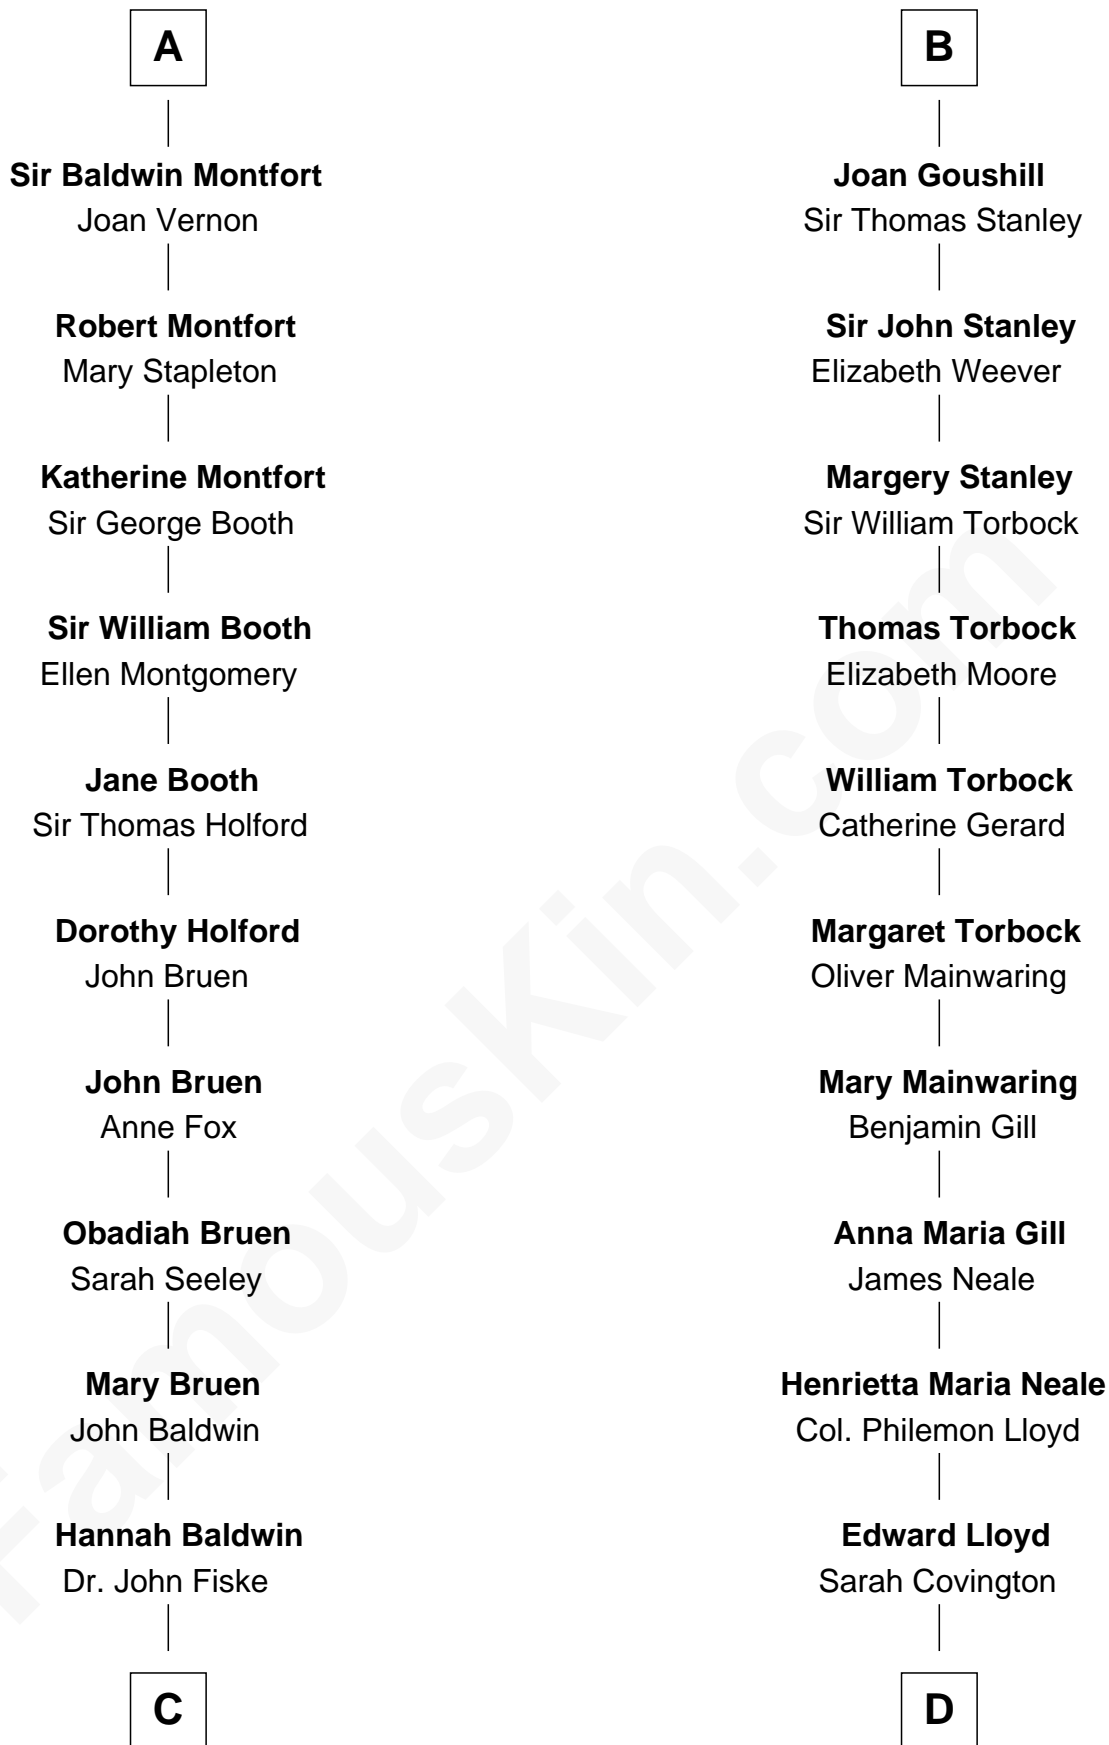 A
Sir Baldwin Montfort
Joan Vernon
Robert Montfort
Mary Stapleton
Katherine Montfort
Sir George Booth
Sir William Booth
Ellen Montgomery
Jane Booth
Sir Thomas Holford
Dorothy Holford
John Bruen
John Bruen
Anne Fox
Obadiah Bruen
Sarah Seeley
Mary Bruen
John Baldwin
Hannah Baldwin
Dr. John Fiske
C
B
Joan Goushill
Sir Thomas Stanley
Sir John Stanley
Elizabeth Weever
Margery Stanley
Sir William Torbock
Thomas Torbock
Elizabeth Moore
William Torbock
Catherine Gerard
Margaret Torbock
Oliver Mainwaring
Mary Mainwaring
Benjamin Gill
Anna Maria Gill
James Neale
Henrietta Maria Neale
Col. Philemon Lloyd
Edward Lloyd
Sarah Covington
D
FamousKin.com